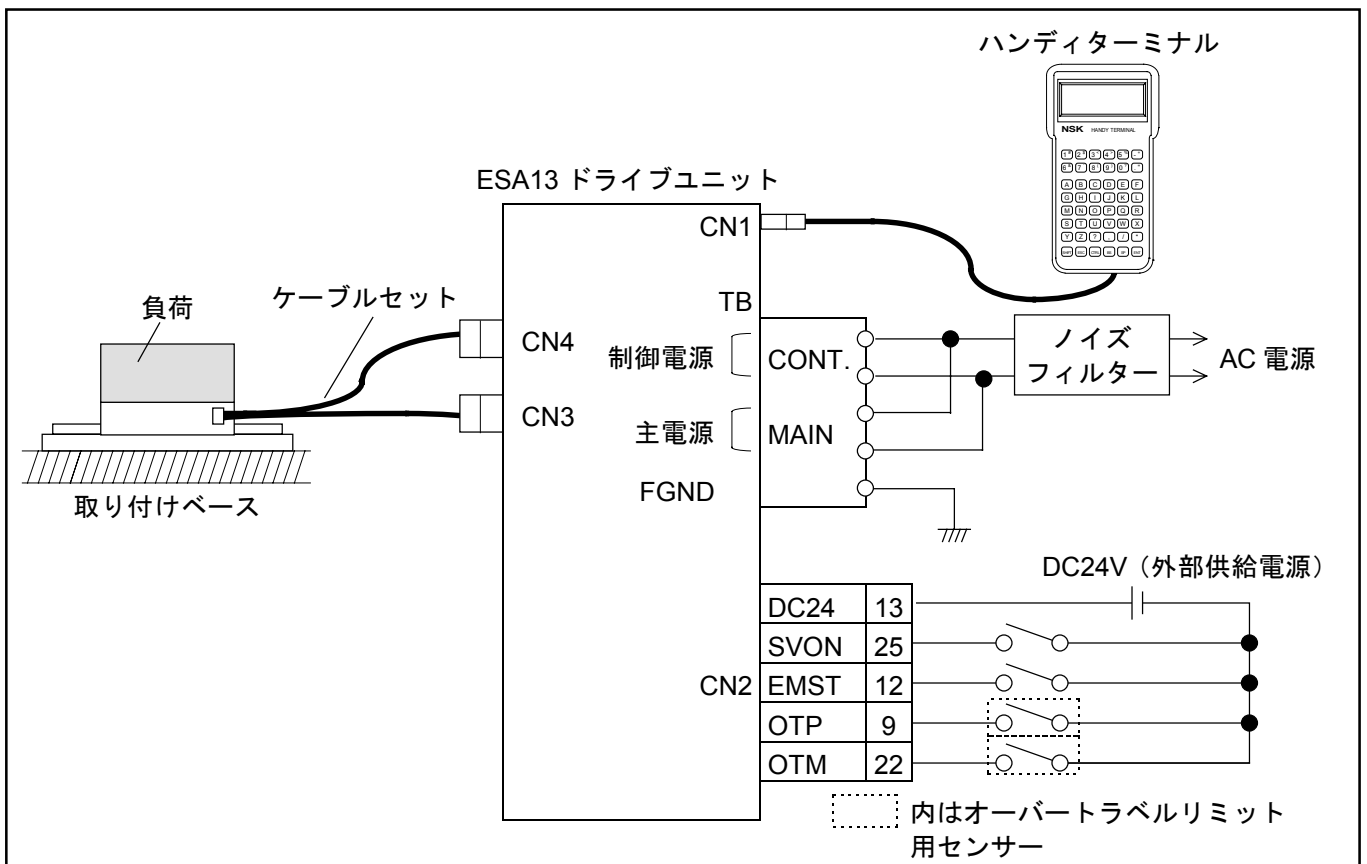 ハンディターミナル
NSK HANDY TERMINAL
A B C D E F
G H I J K L
M N O P Q R
S T U V W X
ESA13 ドライブユニット
CN1
TB
CN4
CN3
制御電源
CONT.
主電源
MAIN
FGND
ノイズ
フィルター
AC 電源
負荷
ケーブルセット
取り付けベース
DC24V（外部供給電源）
CN2
DC24 13
SVON 25
EMST 12
OTP 9
OTM 22
内はオーバートラベルリミット
用センサー